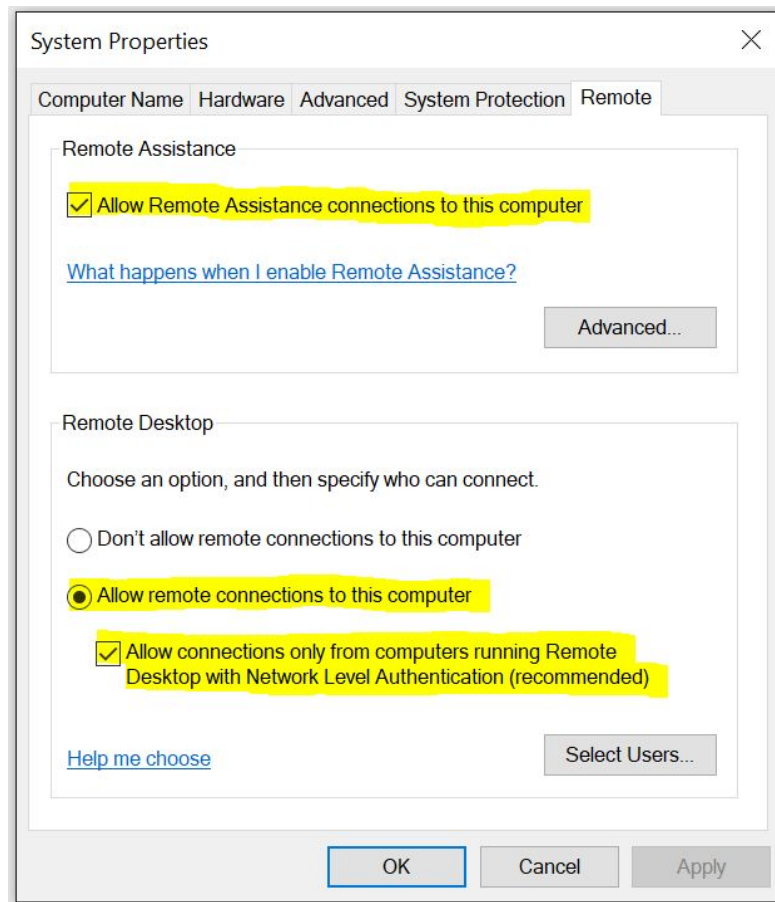 System Properties
Computer Name Hardware Advanced System Protection Remote
Remote Assistance
Allow Remote Assistance connections to this computer
What happens when I enable Remote Assistance?
Advanced...
Remote Desktop
Choose an option, and then specify who can connect.
Don't allow remote connections to this computer
Allow remote connections to this computer
Allow connections only from computers running Remote
Desktop with Network Level Authentication (recommended)
Help me choose
Select Users...
OK Cancel Apply